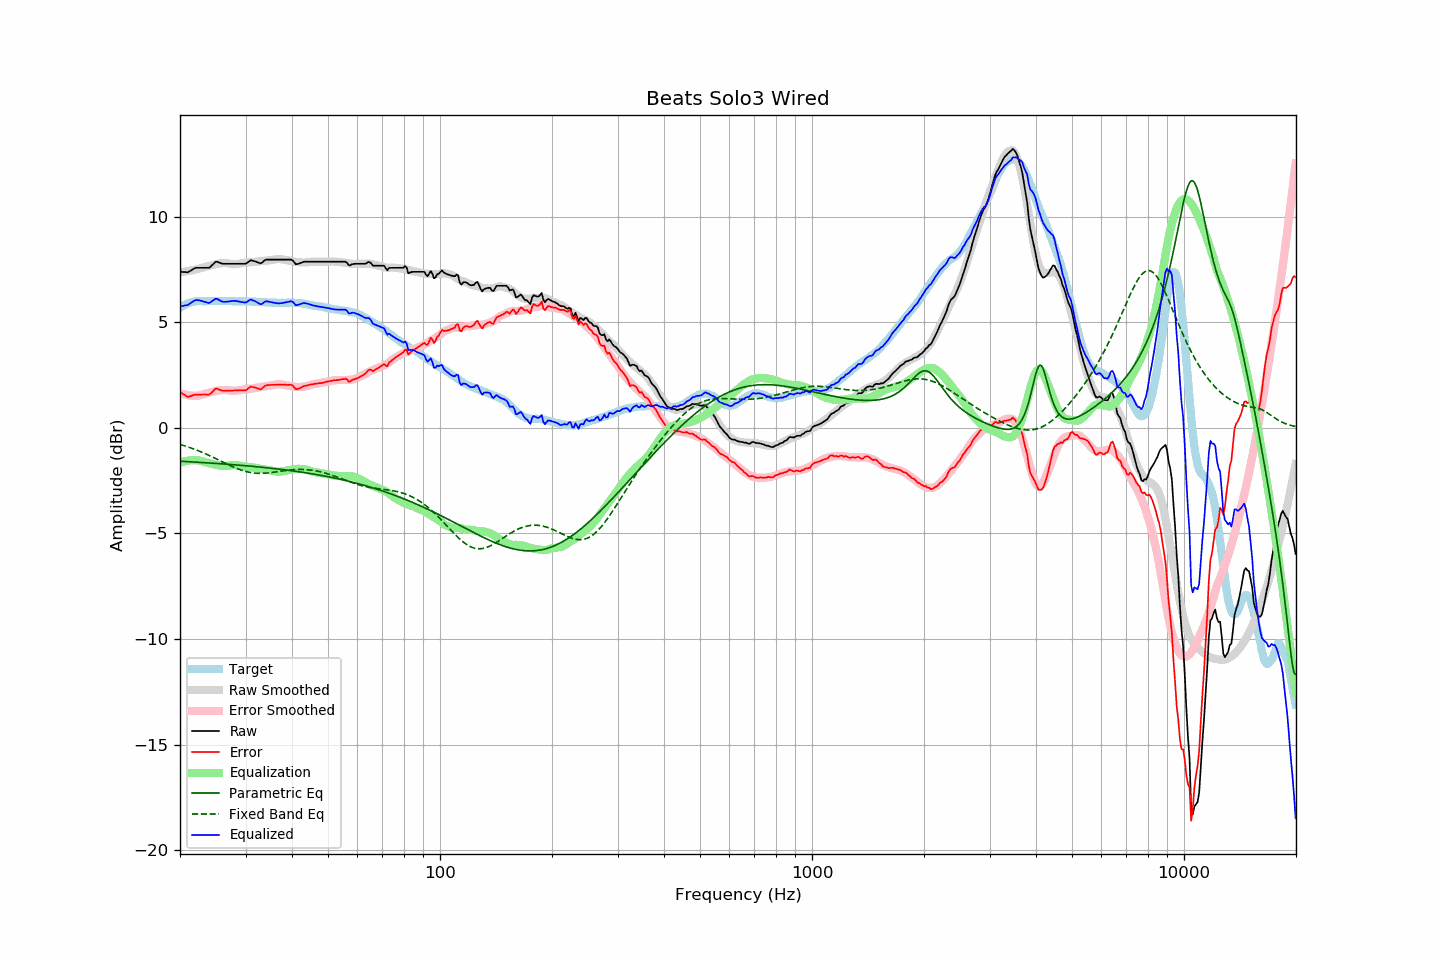 Beats Solo3 Wired
Amplitude (dBr)
10
5
0
−5
−10
−15
−20
Target
Raw Smoothed
Error Smoothed
Raw
Error
Equalization
Parametric Eq
Fixed Band Eq
Equalized
100
1000
10000
Frequency (Hz)